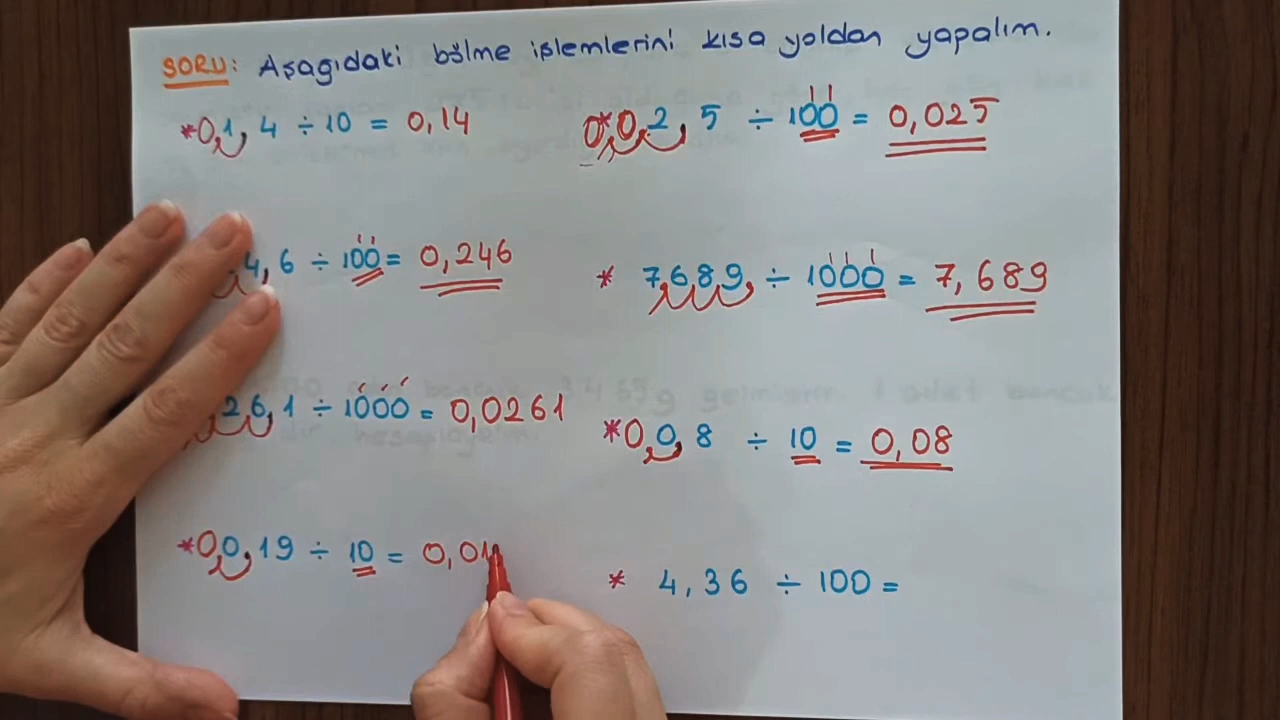 SORU: Aşağıdaki bölme işlemlerini kısa yoldan yapalım.
* 0,1,4 ÷ 10 = 0,14
* 0,0,2,5 ÷ 100 = 0,025
4,6 ÷ 100 = 0,246
* 7,6,8,9, ÷ 1000 = 7,689
26,1 ÷ 1000 = 0,0261
* 0,0,8 ÷ 10 = 0,08
* 0,0,19 ÷ 10 = 0,01
* 4,36 ÷ 100 =